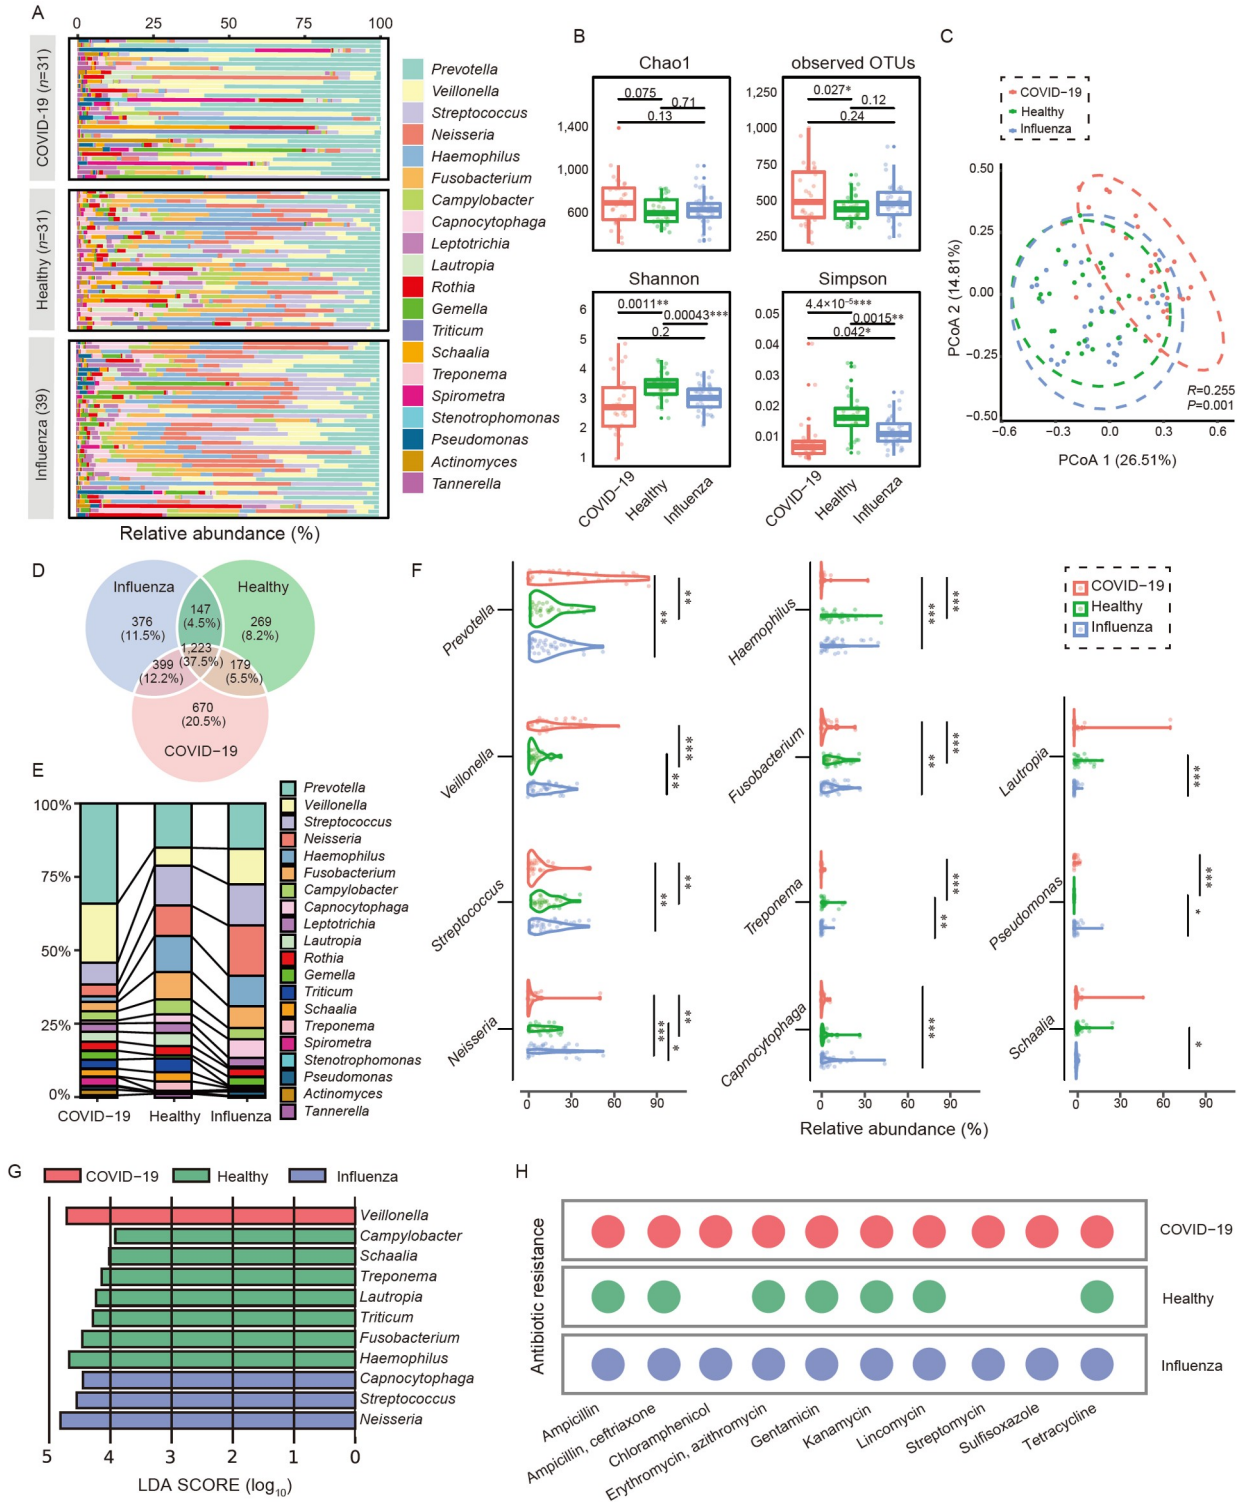 A
0 25 50 75 100
COVID-19 (n=31)
Healthy (n=31)
Influenza (39)
Relative abundance (%)
Prevotella
Veillonella
Streptococcus
Neisseria
Haemophilus
Fusobacterium
Campylobacter
Capnocytophaga
Leptotrichia
Lautropia
Rothia
Gemella
Triticum
Schaalia
Treponema
Spirometra
Stenotrophomonas
Pseudomonas
Actinomyces
Tannerella
B
Chao1
0.075
0.71
0.13
1,400
1,000
600
observed OTUs
0.027*
0.12
0.24
1,250
1,000
750
500
250
Shannon
0.0011**
0.00043***
0.2
6
5
4
3
2
1
COVID−19
Healthy
Influenza
Simpson
4.4×10⁻⁵***
0.0015**
0.042*
0.05
0.04
0.03
0.02
0.01
COVID−19
Healthy
Influenza
C
COVID−19
Healthy
Influenza
PCoA 2 (14.81%)
0.50
0.25
0.00
−0.25
−0.50
R=0.255
P=0.001
−0.6 −0.3 0.0 0.3 0.6
PCoA 1 (26.51%)
D
Influenza
Healthy
147
(4.5%)
376
(11.5%)
269
(8.2%)
1,223
(37.5%)
399
(12.2%)
179
(5.5%)
670
(20.5%)
COVID−19
E
100%
75%
50%
25%
0%
COVID−19 Healthy Influenza
Prevotella
Veillonella
Streptococcus
Neisseria
Haemophilus
Fusobacterium
Campylobacter
Capnocytophaga
Leptotrichia
Lautropia
Rothia
Gemella
Triticum
Schaalia
Treponema
Spirometra
Stenotrophomonas
Pseudomonas
Actinomyces
Tannerella
F
Prevotella
**
**
Veillonella
***
**
Streptococcus
**
**
Neisseria
**
***
*
0 30 60 90
Haemophilus
***
***
Fusobacterium
***
**
Treponema
***
**
Capnocytophaga
***
0 30 60 90
Relative abundance (%)
COVID−19
Healthy
Influenza
Lautropia
***
Pseudomonas
***
*
Schaalia
*
0 30 60 90
G
COVID−19 Healthy Influenza
Veillonella
Campylobacter
Schaalia
Treponema
Lautropia
Triticum
Fusobacterium
Haemophilus
Capnocytophaga
Streptococcus
Neisseria
5 4 3 2 1 0
LDA SCORE (log₁₀)
H
Antibiotic resistance
COVID−19
Healthy
Influenza
Ampicillin
Ampicillin, ceftriaxone
Chloramphenicol
Erythromycin, azithromycin
Gentamicin
Kanamycin
Lincomycin
Streptomycin
Sulfisoxazole
Tetracycline